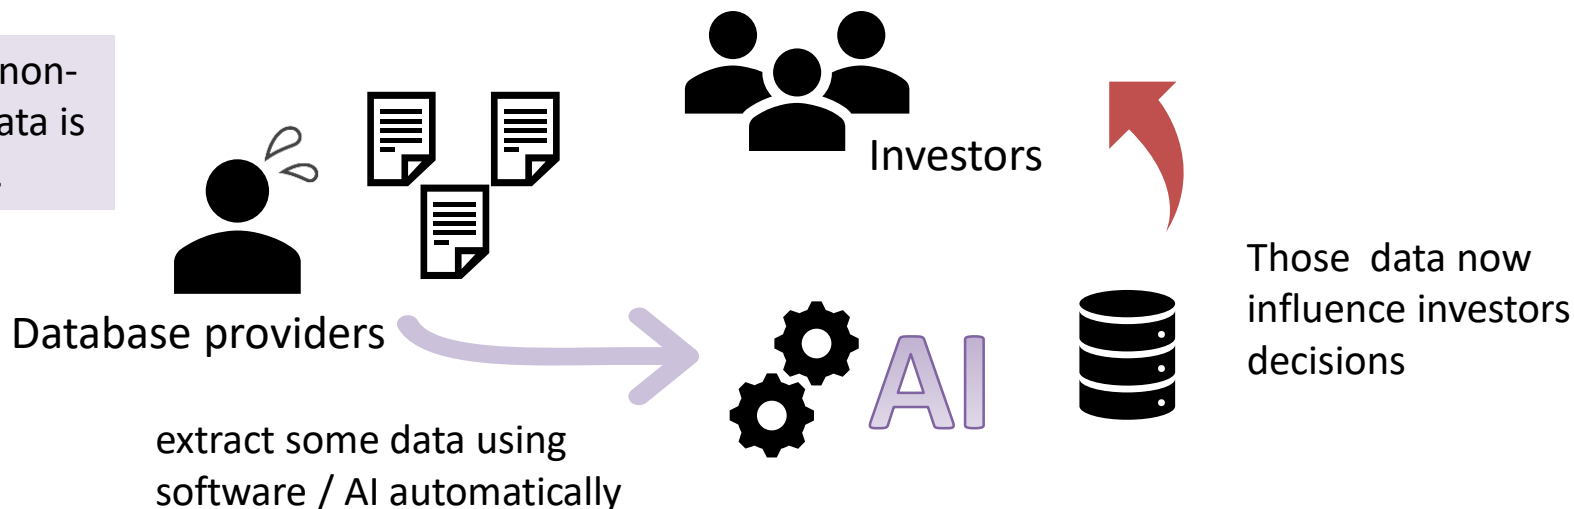 non-
ata is
Investors
Those  data now
influence investors
decisions
Database providers
AI
extract some data using
software / AI automatically